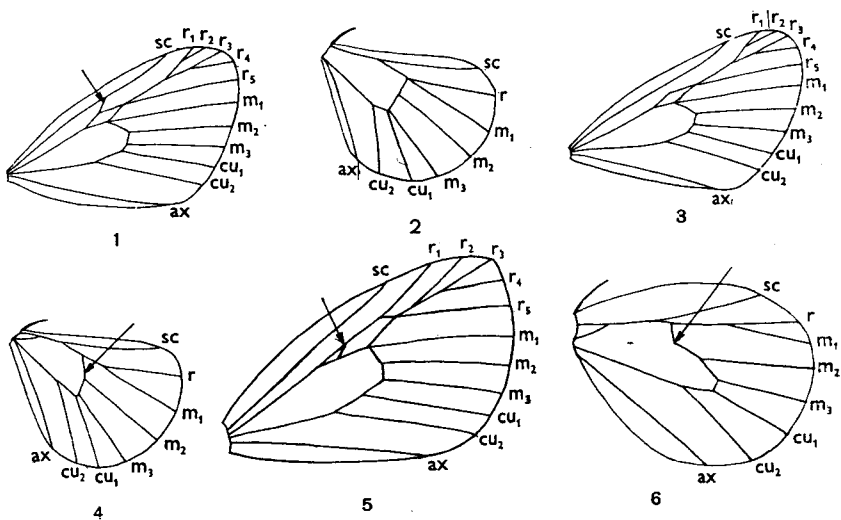 sc r₁ r₂ r₃ r₄ r₅ m₁ m₂ m₃ cu₁ cu₂ ax
1
sc r m₁ m₂ m₃ cu₁ cu₂ ax
2
sc r₁ r₂ r₃ r₄ r₅ m₁ m₂ m₃ cu₁ cu₂ ax
3
sc r m₁ m₂ m₃ cu₁ cu₂ ax
4
sc r₁ r₂ r₃ r₄ r₅ m₁ m₂ m₃ cu₁ cu₂ ax
5
sc r m₁ m₂ m₃ cu₁ cu₂ ax
6